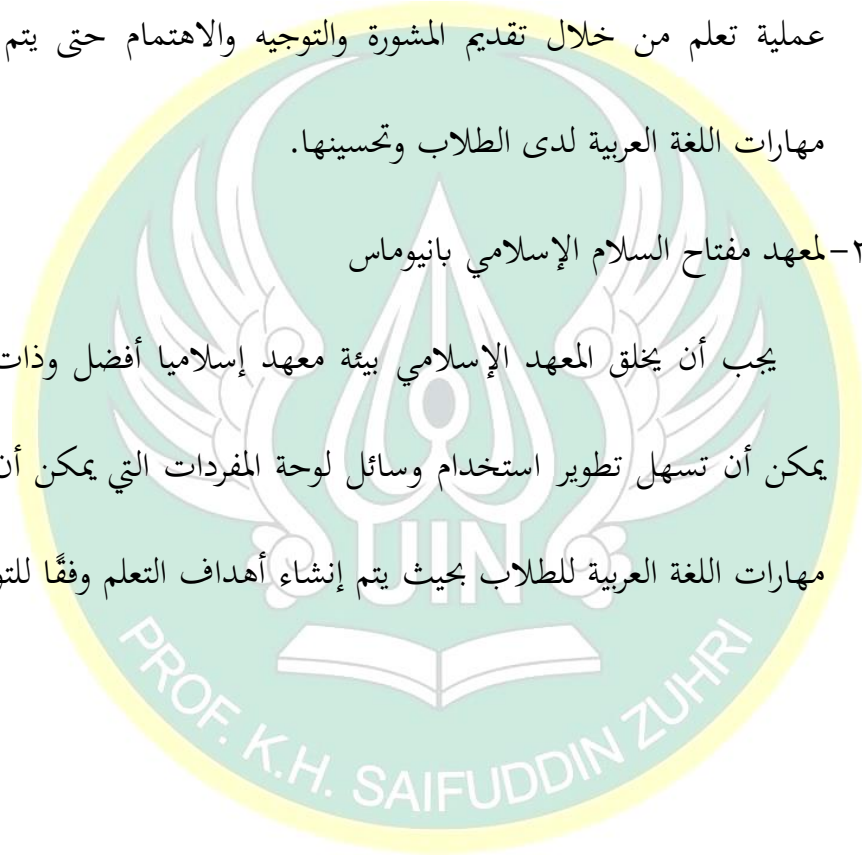 عملية تعلم من خلال تقديم المشورة والتوجيه والاهتمام حتى يتم
مهارات اللغة العربية لدى الطلاب وتحسينها.
٢-لمعهد مفتاح السلام الإسلامي بانيوماس
يجب أن يخلق المعهد الإسلامي بيئة معهد إسلاميا أفضل وذات
يمكن أن تسهل تطوير استخدام وسائل لوحة المفردات التي يمكن أن
مهارات اللغة العربية للطلاب بحيث يتم إنشاء أهداف التعلم وفقًا
UIN
PROF. K.H. SAIFUDDIN ZUHRI